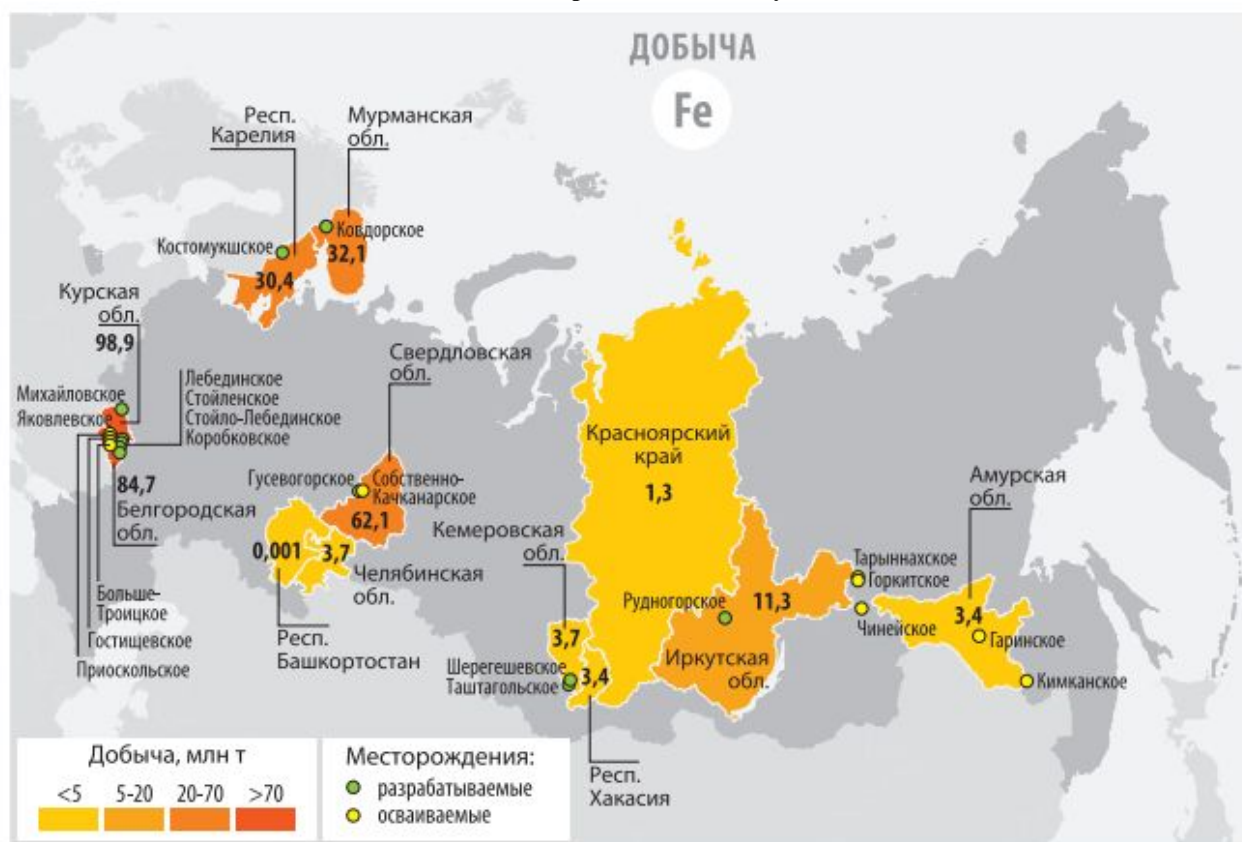 ДОБЫЧА
Fe
Респ.
Карелия
Мурманская
обл.
Ковдорское
32,1
Костомукшское
30,4
Курская
обл.
98,9
Свердловская
обл.
Михайловское
Яковлевское
Лебединское
Стойленское
Стойло-Лебединское
Коробковское
84,7
Белгородская
обл.
Больше-
Троицкое
Гостищевское
Приоскольское
Гусевогорское
Собственно-
Качканарское
62,1
0,001
3,7
Челябинская
обл.
Респ.
Башкортостан
Красноярский
край
1,3
Кемеровская
обл.
3,7
Шерегешевское
Таштагольское
3,4
Респ.
Хакасия
Рудногорское
11,3
Иркутская
обл.
Амурская
обл.
Тарыннахское
Горкитское
Чинейское
3,4
Гаринское
Кимканское
Добыча, млн т
<5 5-20 20-70 >70
Месторождения:
разрабатываемые
осваиваемые